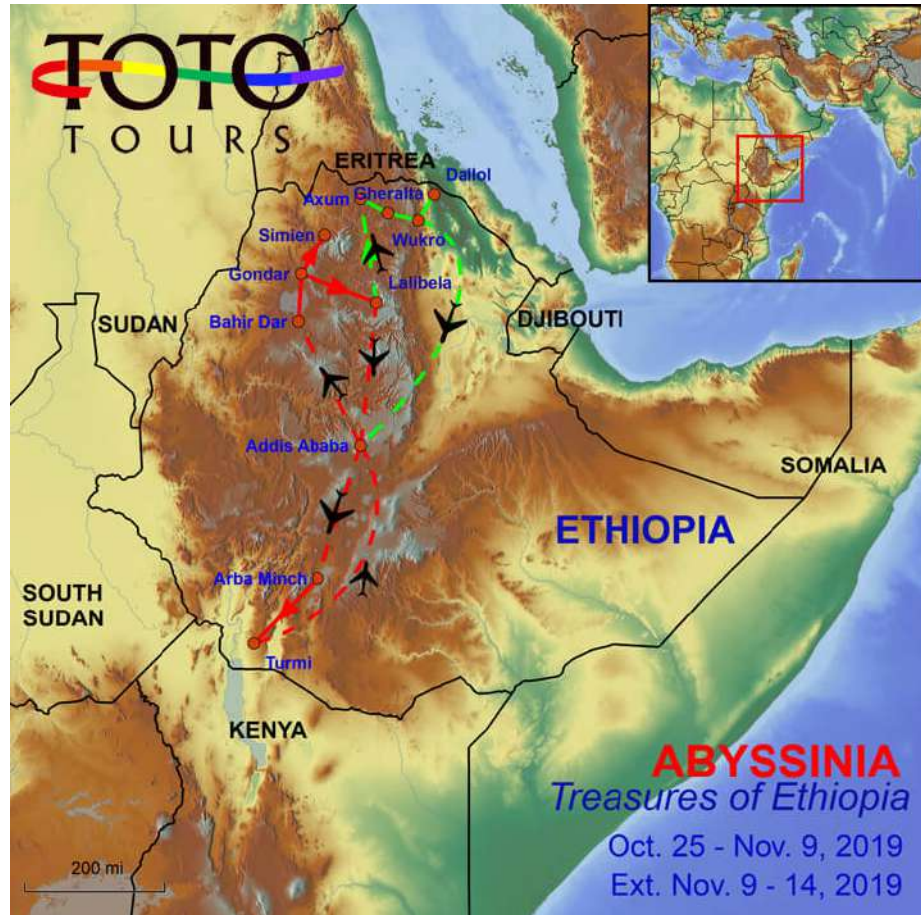 TOTO
TOURS
ERITREA
Dallol
Axum
Gheralta
Simien
Wukro
Gondar
Lalibela
Bahir Dar
SUDAN
DJIBOUTI
Addis Ababa
SOMALIA
ETHIOPIA
Arba Minch
SOUTH
SUDAN
Turmi
KENYA
ABYSSINIA
Treasures of Ethiopia
Oct. 25 - Nov. 9, 2019
Ext. Nov. 9 - 14, 2019
200 mi